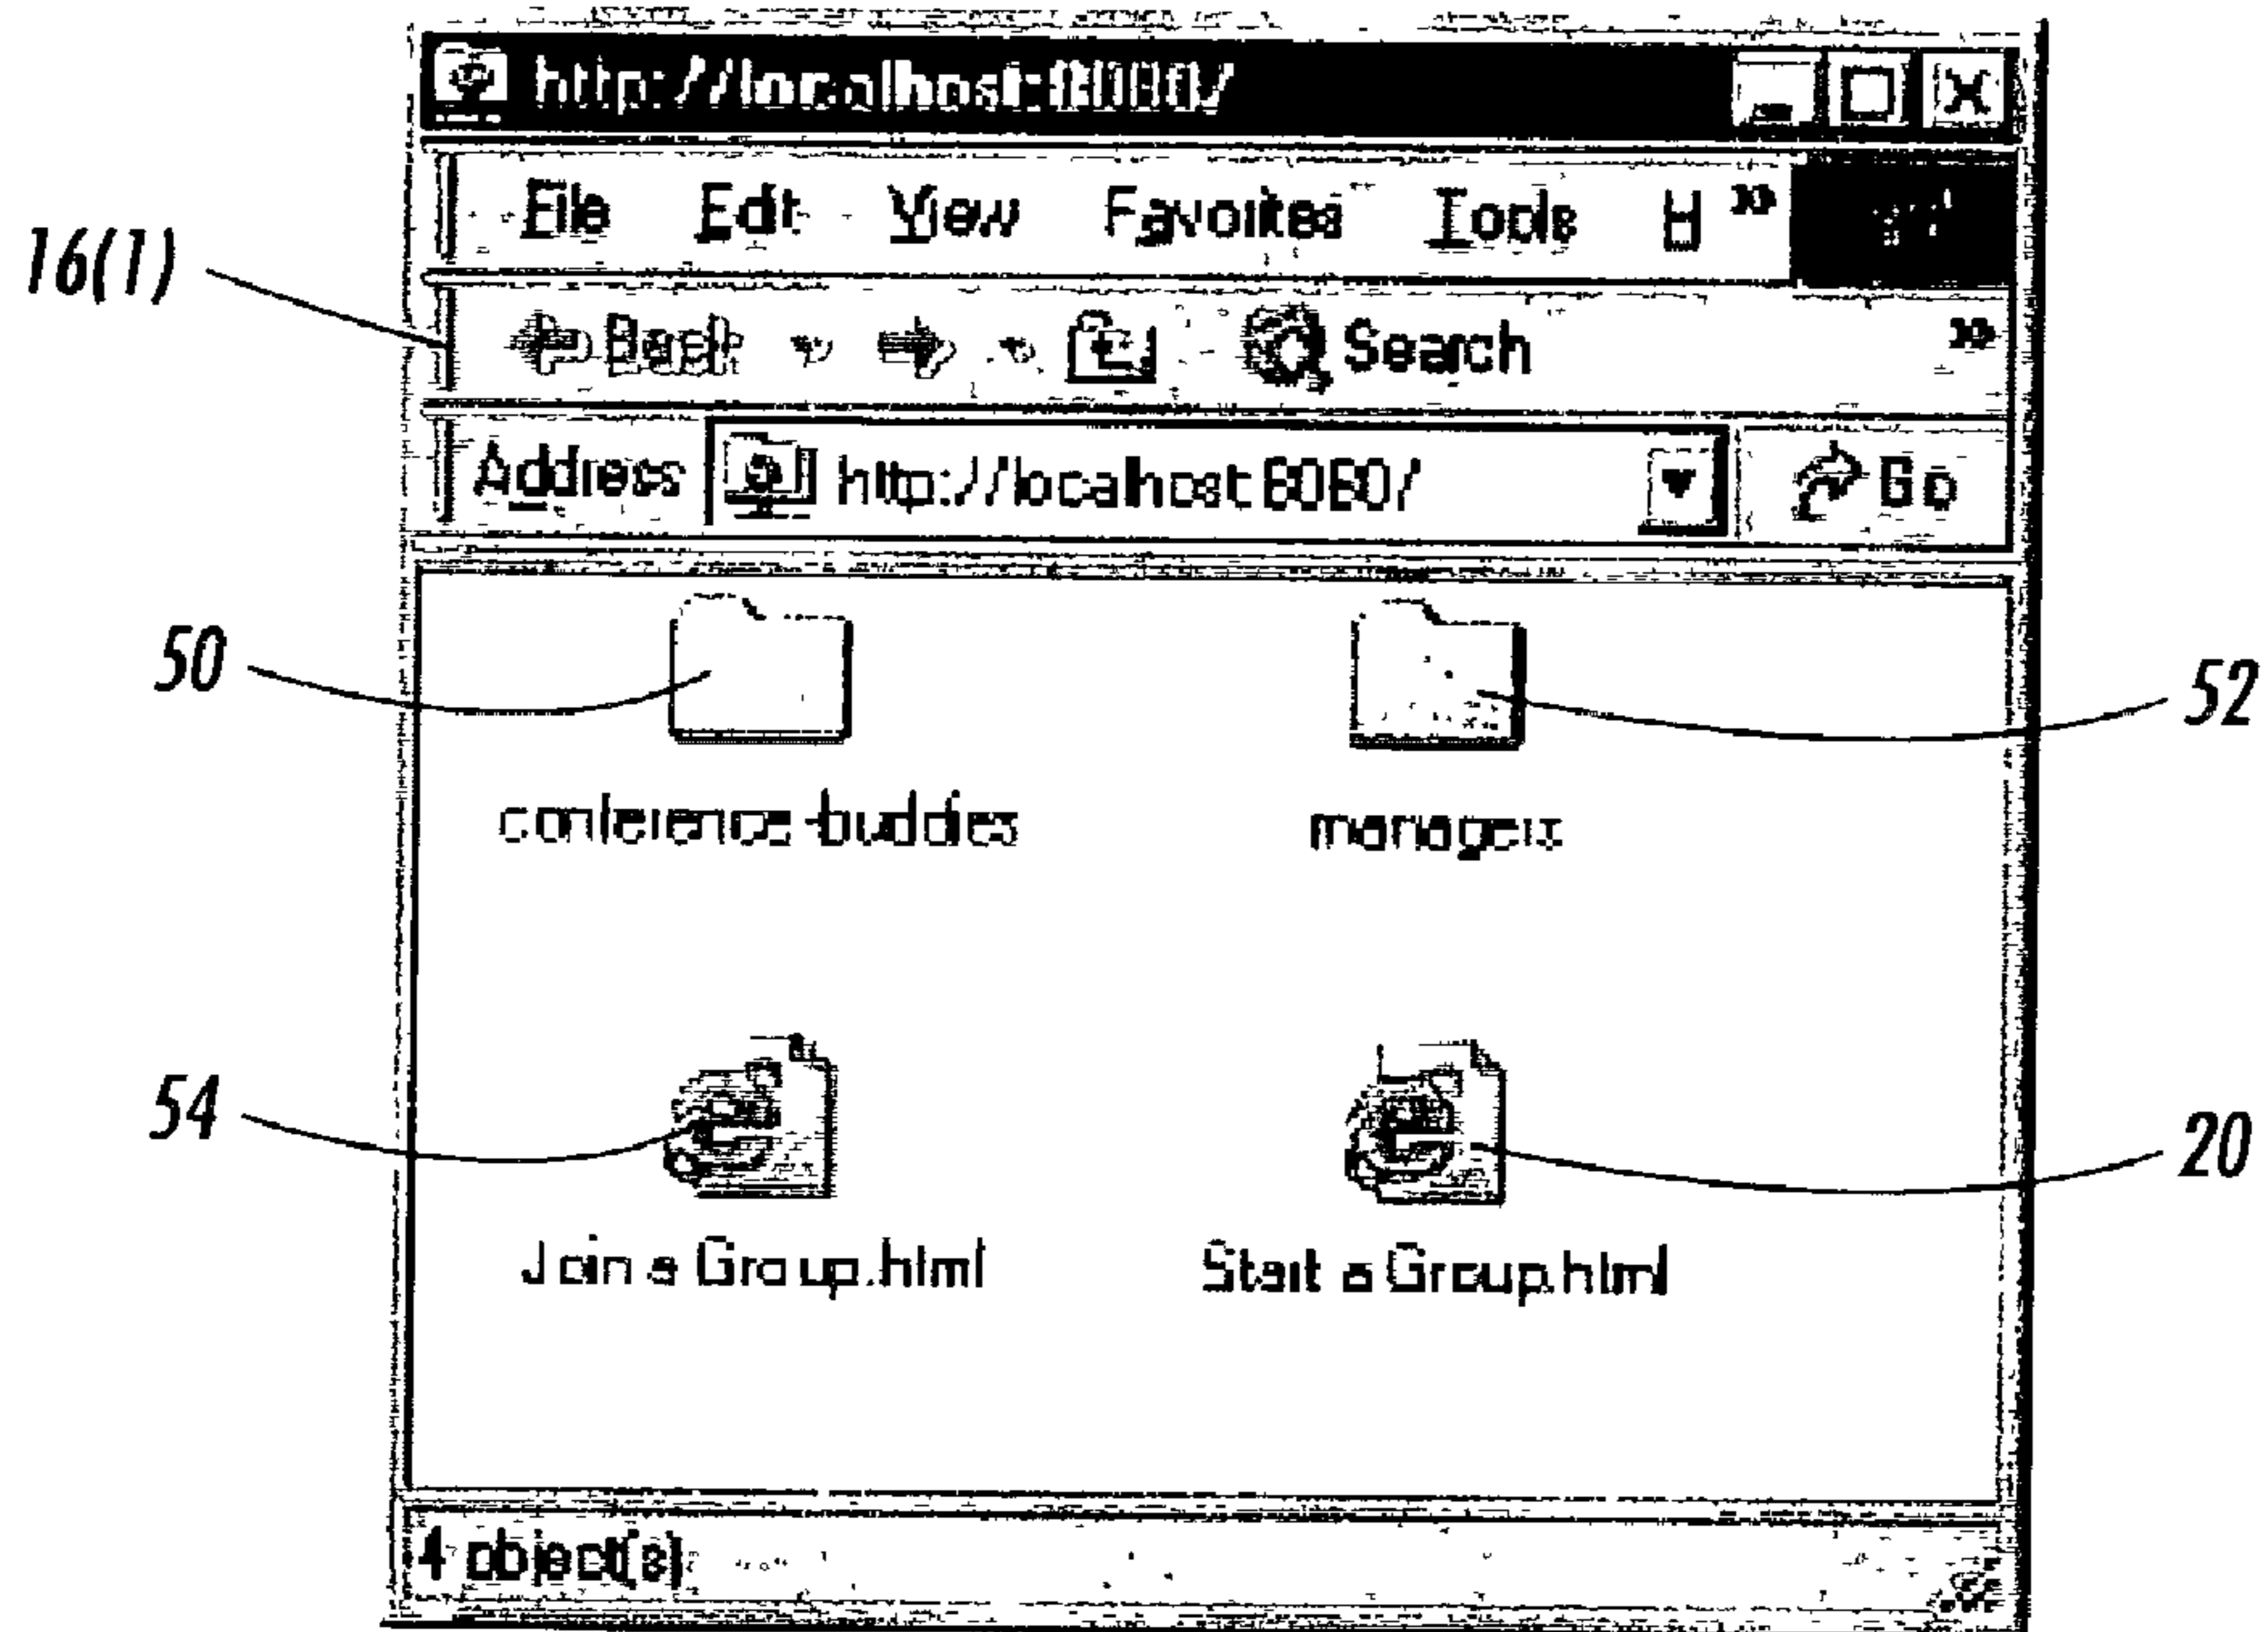 http://localhost:8080/
File Edit View Favorites Tools H »
16(1)
Back Search »
Address http://localhost:8080/ Go
50 52
conference-buddies managers
54 20
Join a Group.html Start a Group.html
4 object(s)